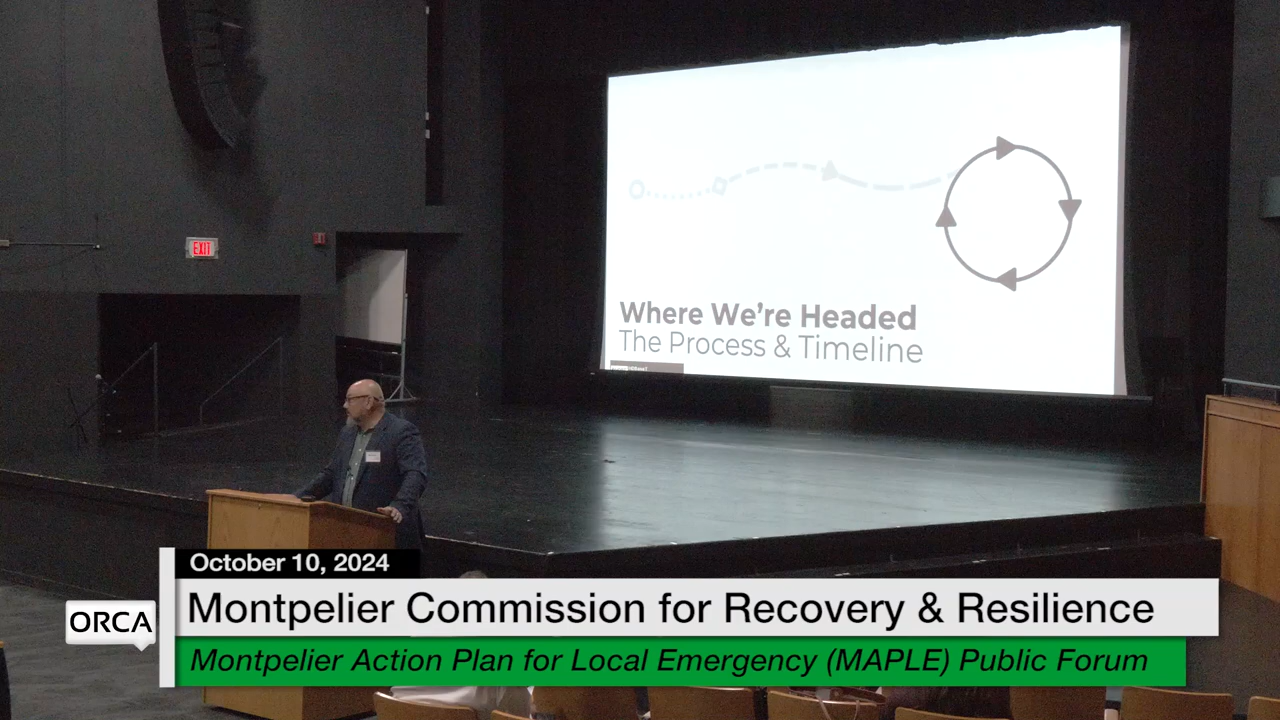 EXIT
Where We're Headed
The Process & Timeline
October 10, 2024
ORCA
Montpelier Commission for Recovery & Resilience
Montpelier Action Plan for Local Emergency (MAPLE) Public Forum